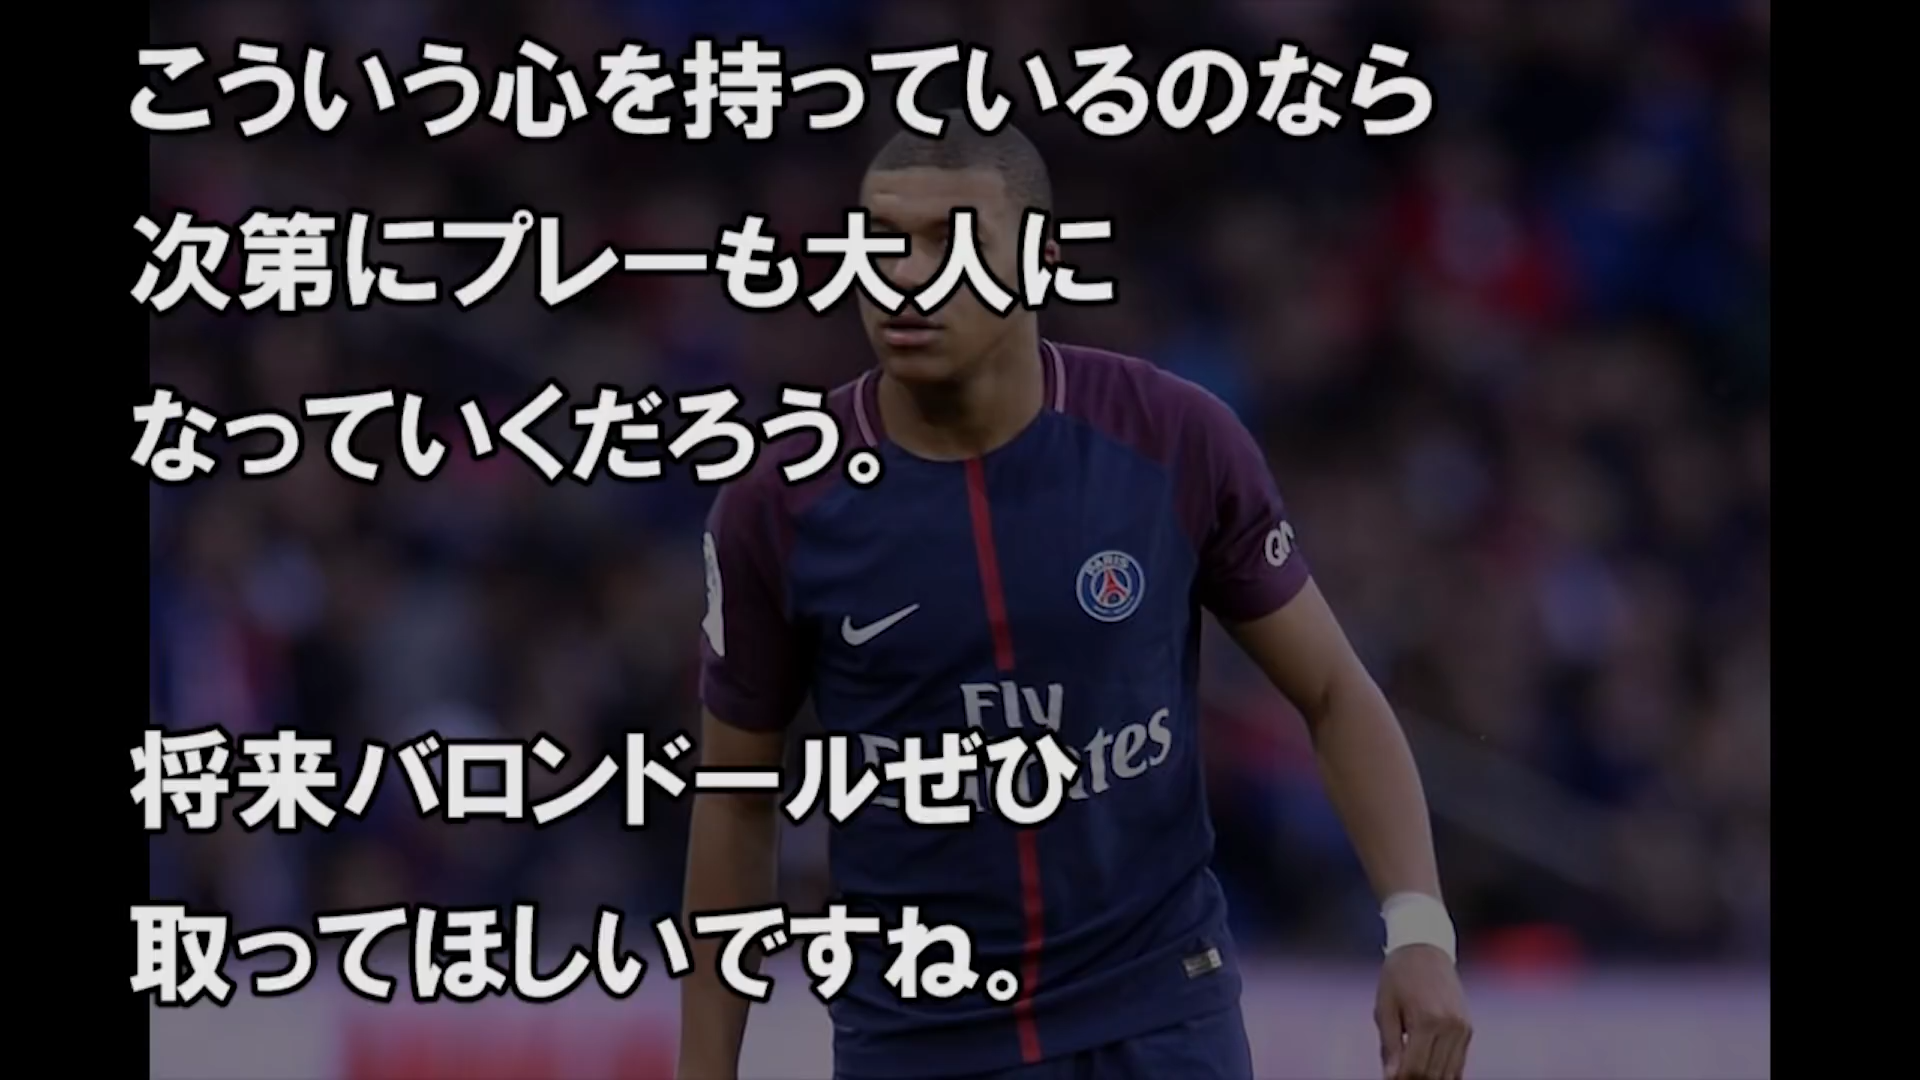 こういう心を持っているのなら
次第にプレーも大人に
なっていくだろう。
将来バロンドールぜひ
取ってほしいですね。
PARIS
Fly